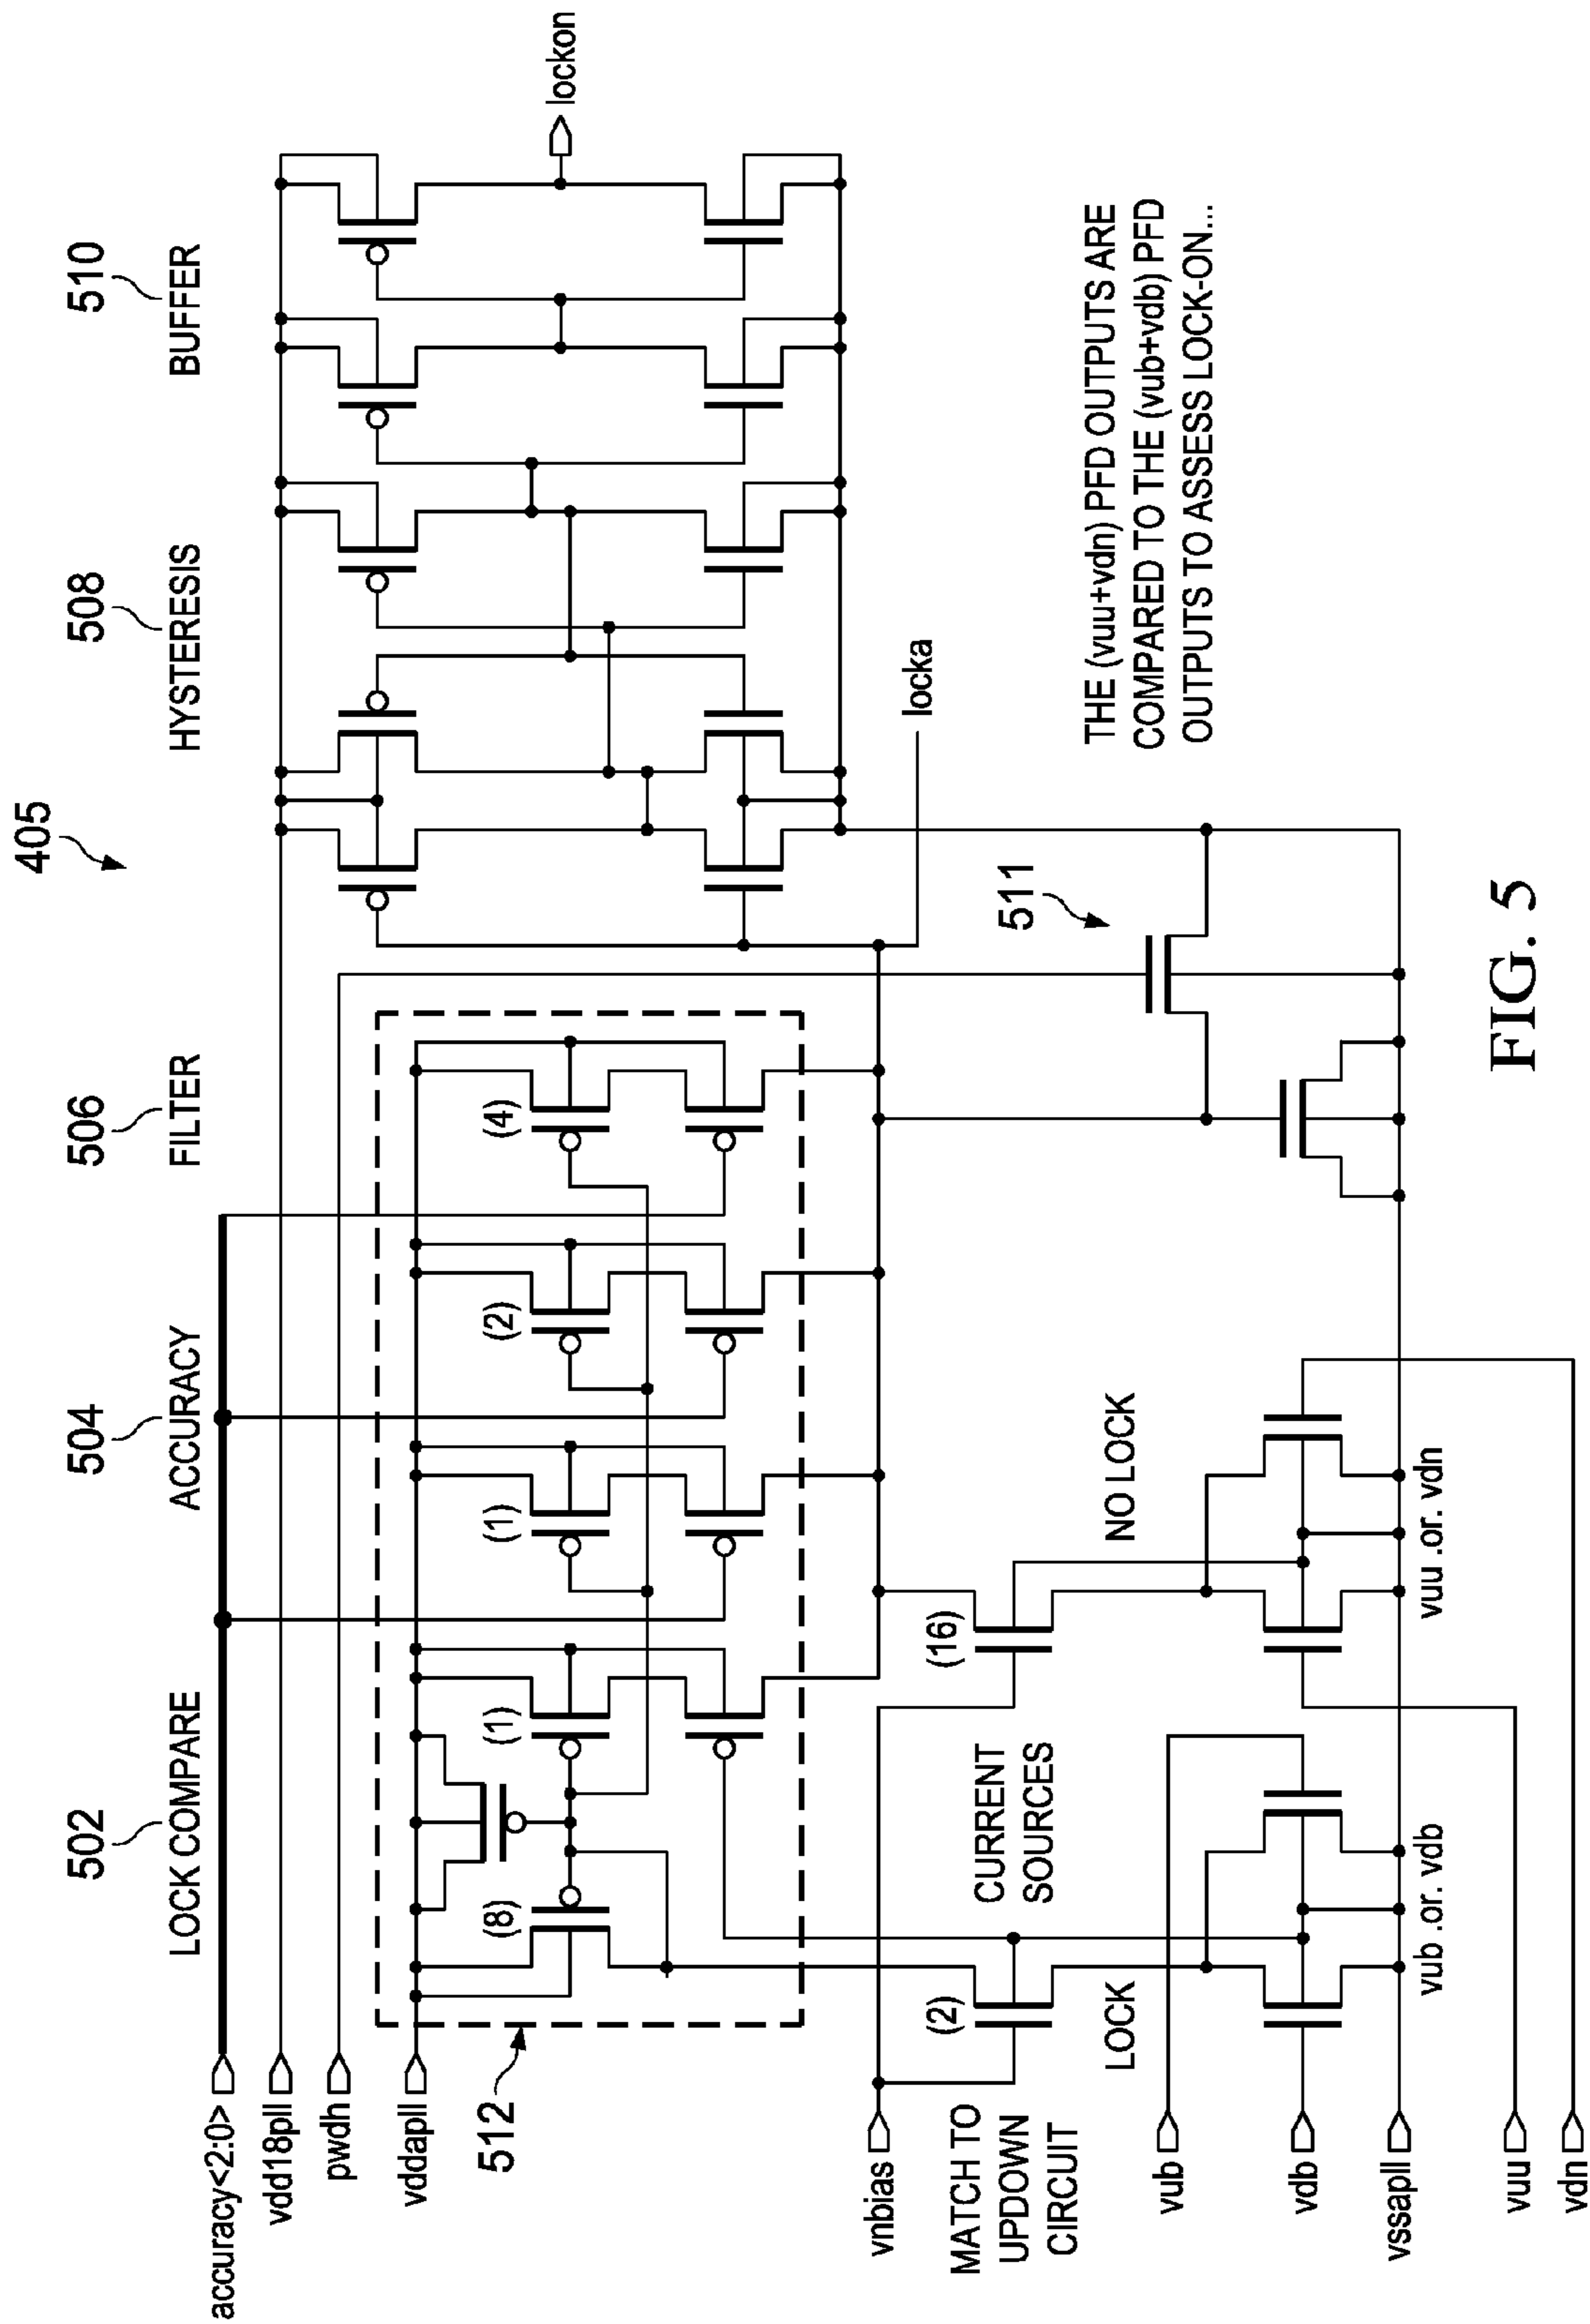 405
502
LOCK COMPARE
504
ACCURACY
506
FILTER
508
HYSTERESIS
510
BUFFER
accuracy<2:0>
vdd18pll
pwdh
vddapll
512
(8)
(1)
(1)
(2)
(4)
lockon
locka
vnbias
MATCH TO
UPDOWN
CIRCUIT
(2)
LOCK
CURRENT
SOURCES
(16)
NO LOCK
511
vub
vdb
vssapll
vub .or. vdb
vuu .or. vdn
vuu
vdn
THE (vuu+vdn) PFD OUTPUTS ARE
COMPARED TO THE (vub+vdb) PFD
OUTPUTS TO ASSESS LOCK-ON...
FIG. 5